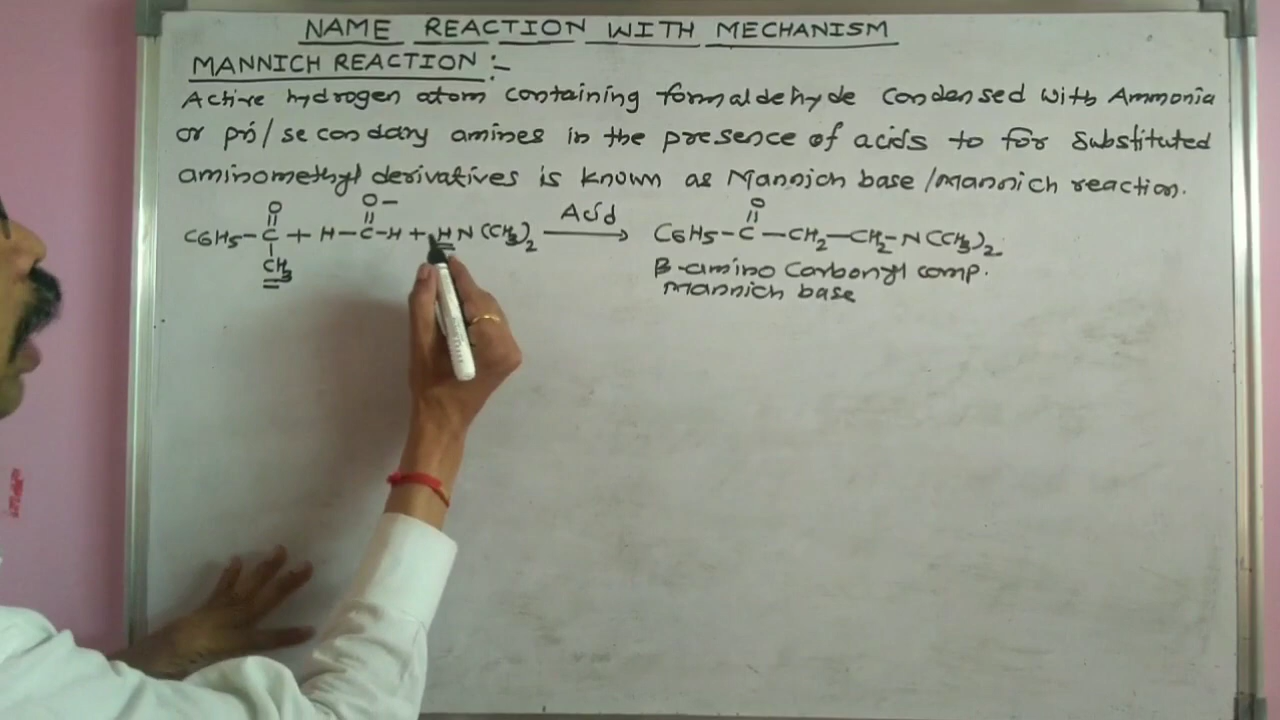 NAME REACTION WITH MECHANISM
MANNICH REACTION :-
Active hydrogen atom containing formaldehyde condensed with Ammonia
or pri/secondary amines in the presence of acids to for substituted
aminomethyl derivatives is known as Mannich base/mannich reaction.
O O Acid O
C6H5-C + H-C-H + HN(CH3)2 → C6H5-C-CH2-CH2-N(CH3)2
CH3
β-amino Carbonyl comp.
mannich base